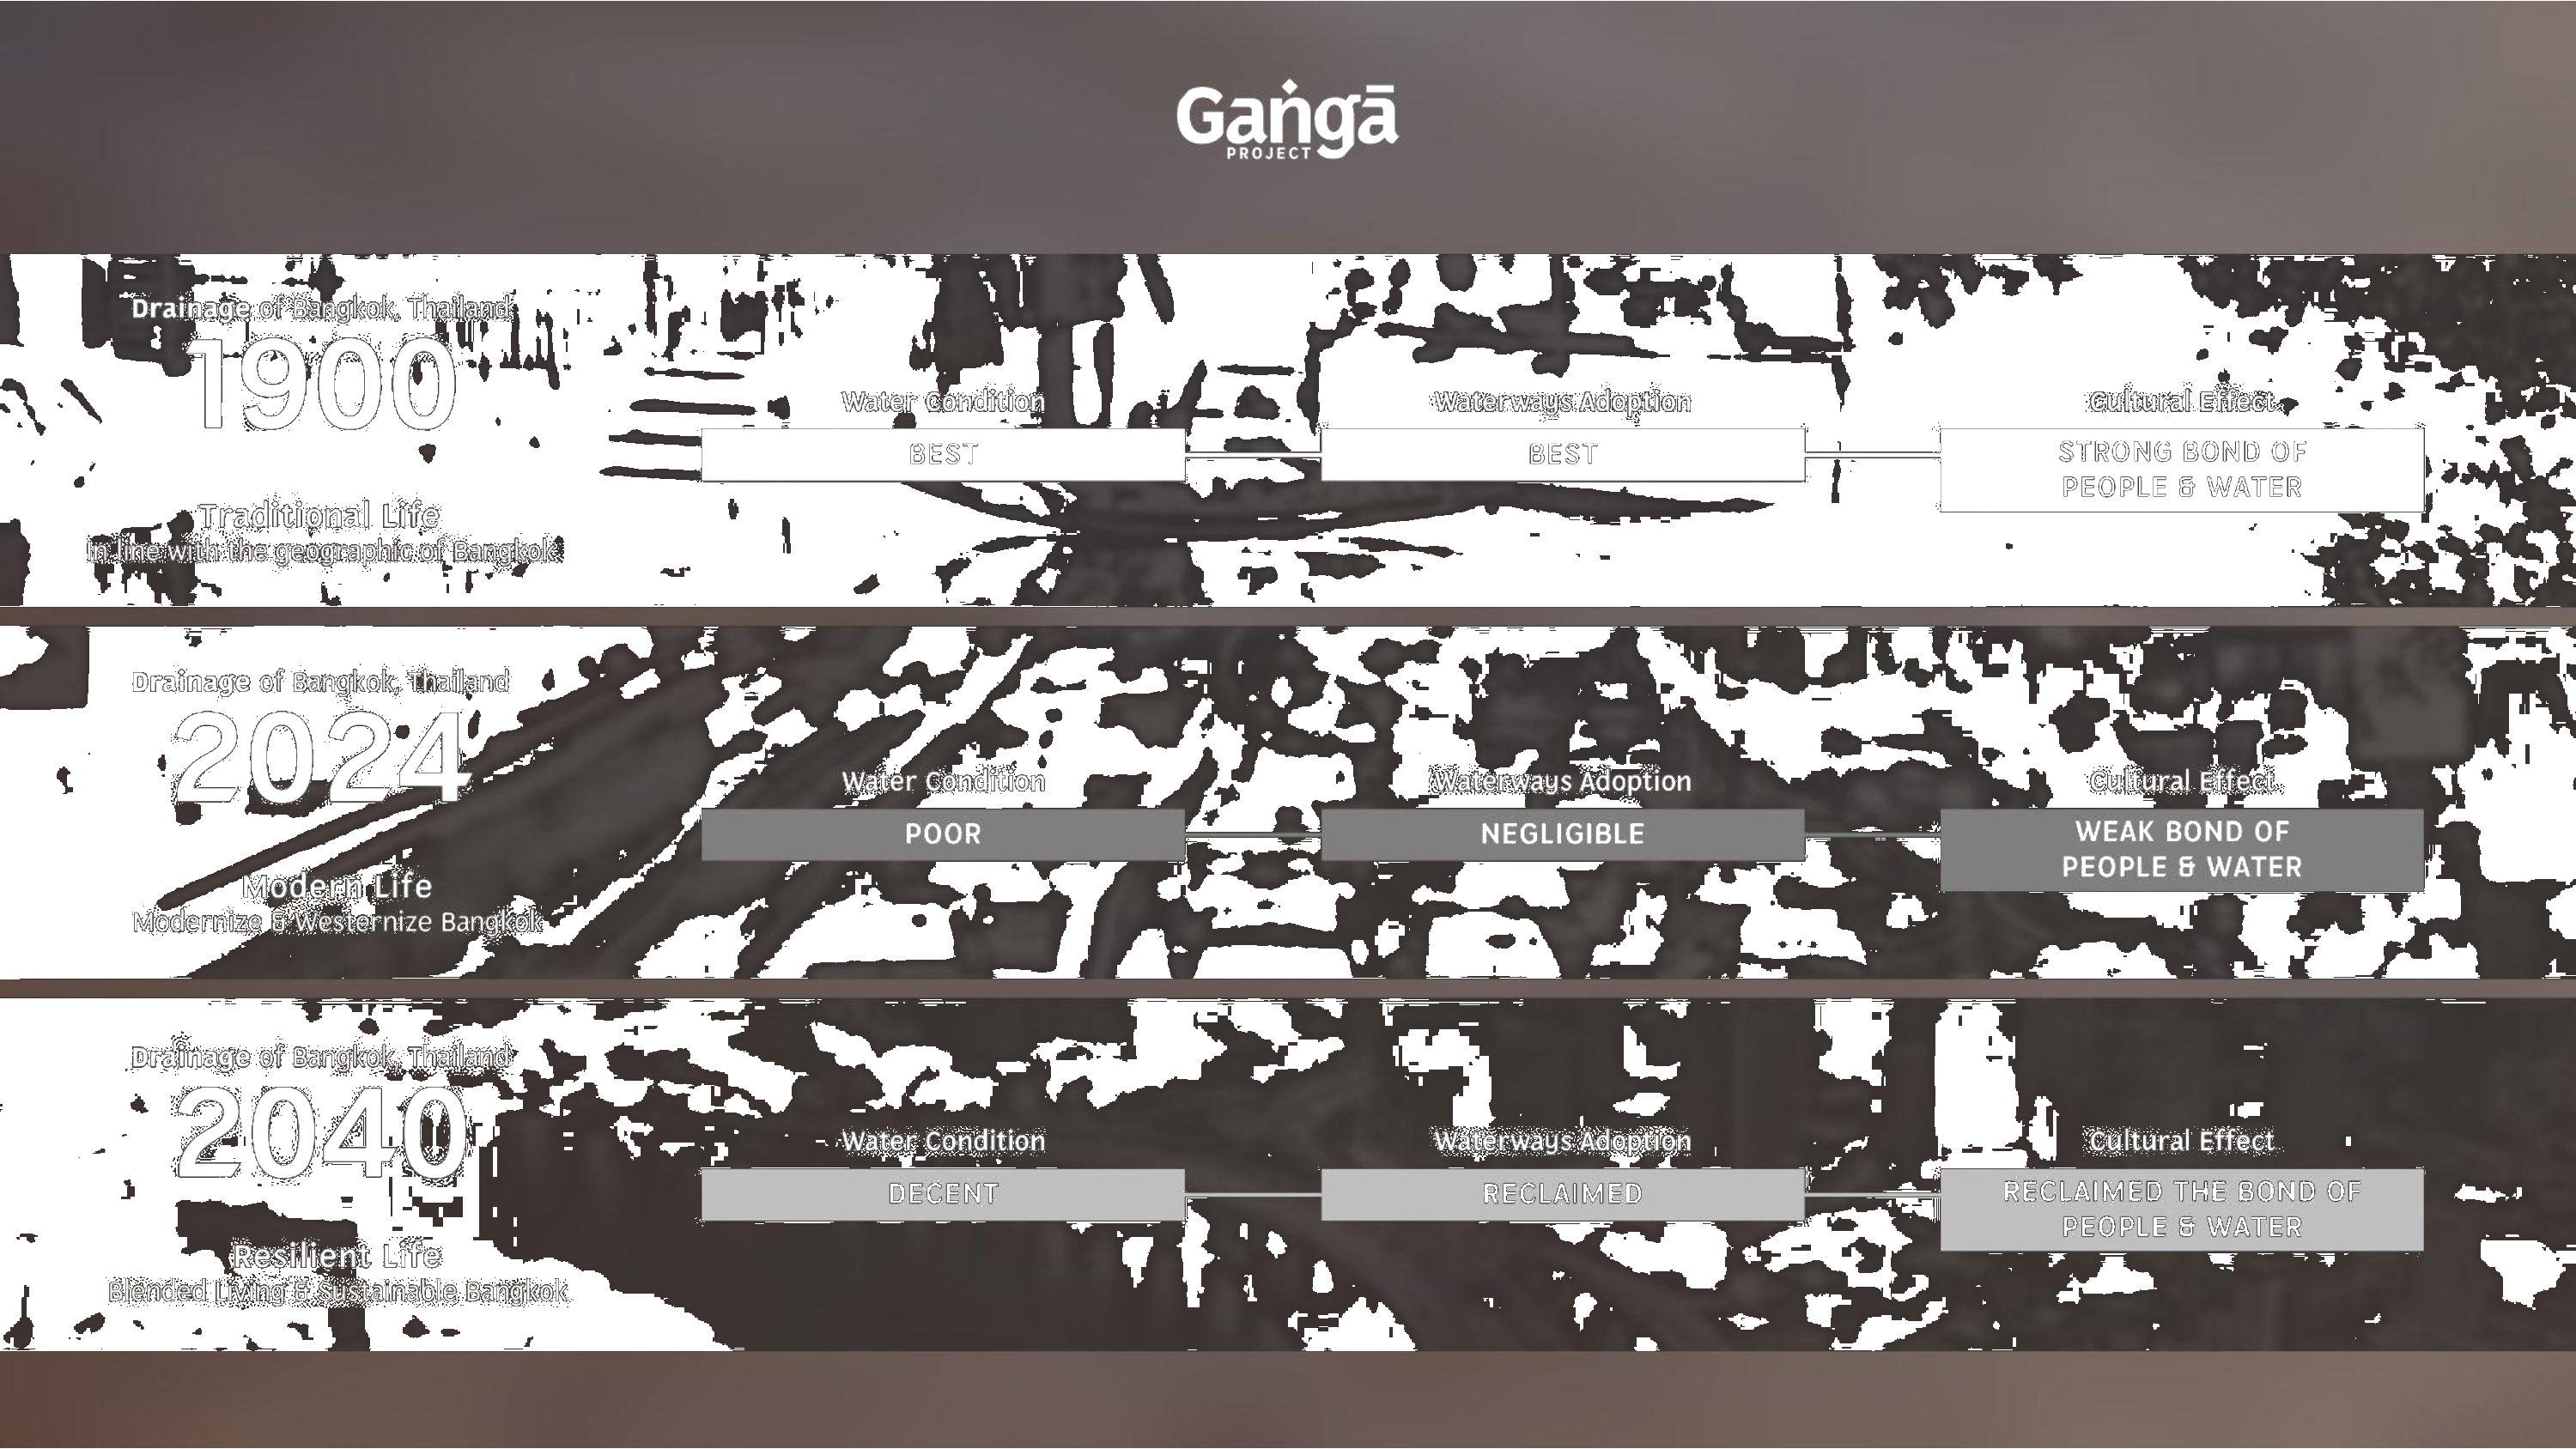 Gaṅgā
PROJECT
Drainage of Bangkok, Thailand
1900
Traditional Life
In line with the geographic of Bangkok
Water Condition
BEST
Waterways Adoption
BEST
Cultural Effect
STRONG BOND OF
PEOPLE & WATER
Drainage of Bangkok, Thailand
2024
Modern Life
Modernize & Westernize Bangkok
Water Condition
POOR
Waterways Adoption
NEGLIGIBLE
Cultural Effect
WEAK BOND OF
PEOPLE & WATER
Drainage of Bangkok, Thailand
2040
Resilient Life
Blended Living & Sustainable Bangkok
Water Condition
DECENT
Waterways Adoption
RECLAIMED
Cultural Effect
RECLAIMED THE BOND OF
PEOPLE & WATER